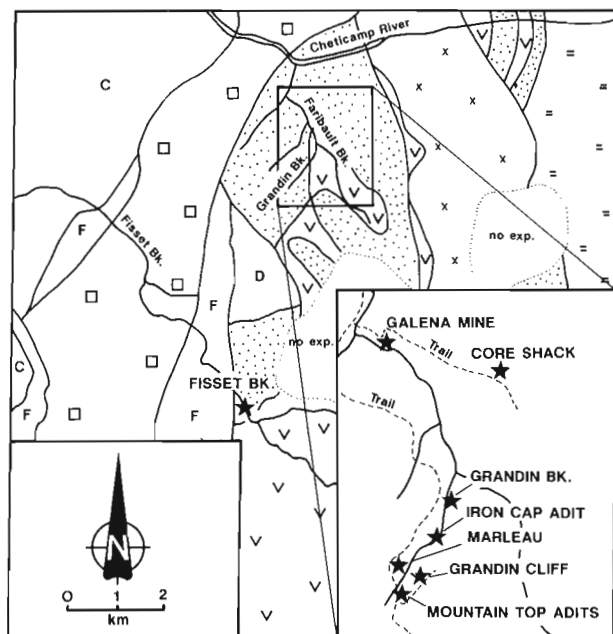 Cheticamp River
C
Faribault Bk.
Grandin Bk.
Fisset Bk.
F
no exp.
D
F
no exp.
GALENA MINE
Trail
CORE SHACK
C
FISSET BK.
Trail
F
F
GRANDIN BK.
IRON CAP ADIT
MARLEAU
N
GRANDIN CLIFF
MOUNTAIN TOP ADITS
0 1 2
km